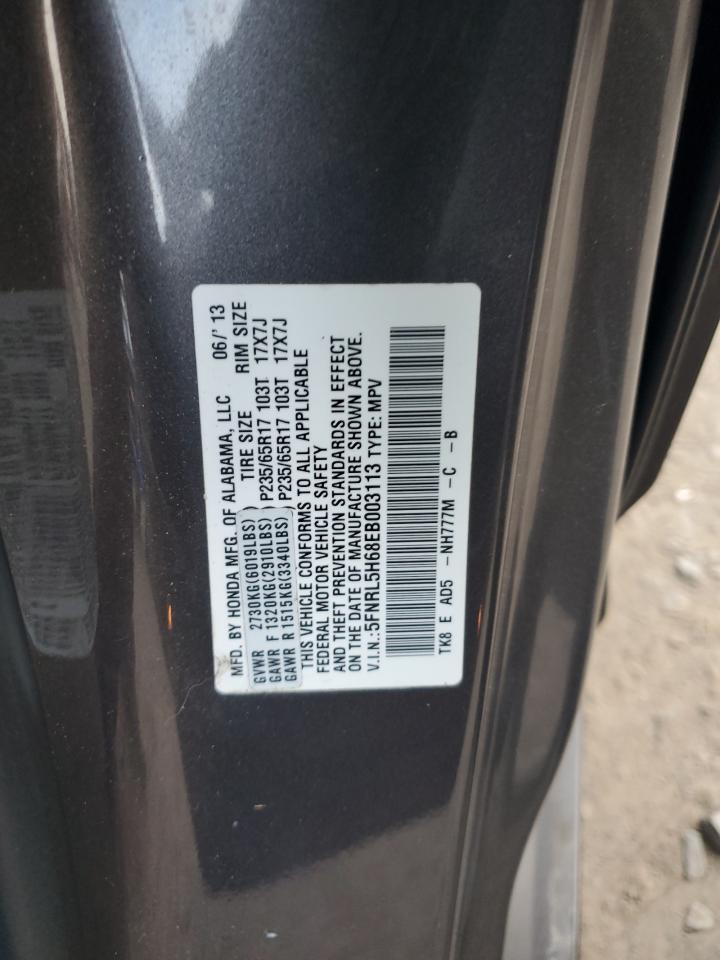 MFD. BY HONDA MFG. OF ALABAMA, LLC 06/'13
TIRE SIZE RIM SIZE
GVWR 2730KG(6019LBS)
GAWR F 1320KG(2910LBS) P235/65R17 103T 17X7J
GAWR R 1515KG(3340LBS) P235/65R17 103T 17X7J
THIS VEHICLE CONFORMS TO ALL APPLICABLE
FEDERAL MOTOR VEHICLE SAFETY
AND THEFT PREVENTION STANDARDS IN EFFECT
ON THE DATE OF MANUFACTURE SHOWN ABOVE.
V.I.N.:5FNRL5H68EB003113 TYPE: MPV
TK8 E AD5 -NH777M -C -B